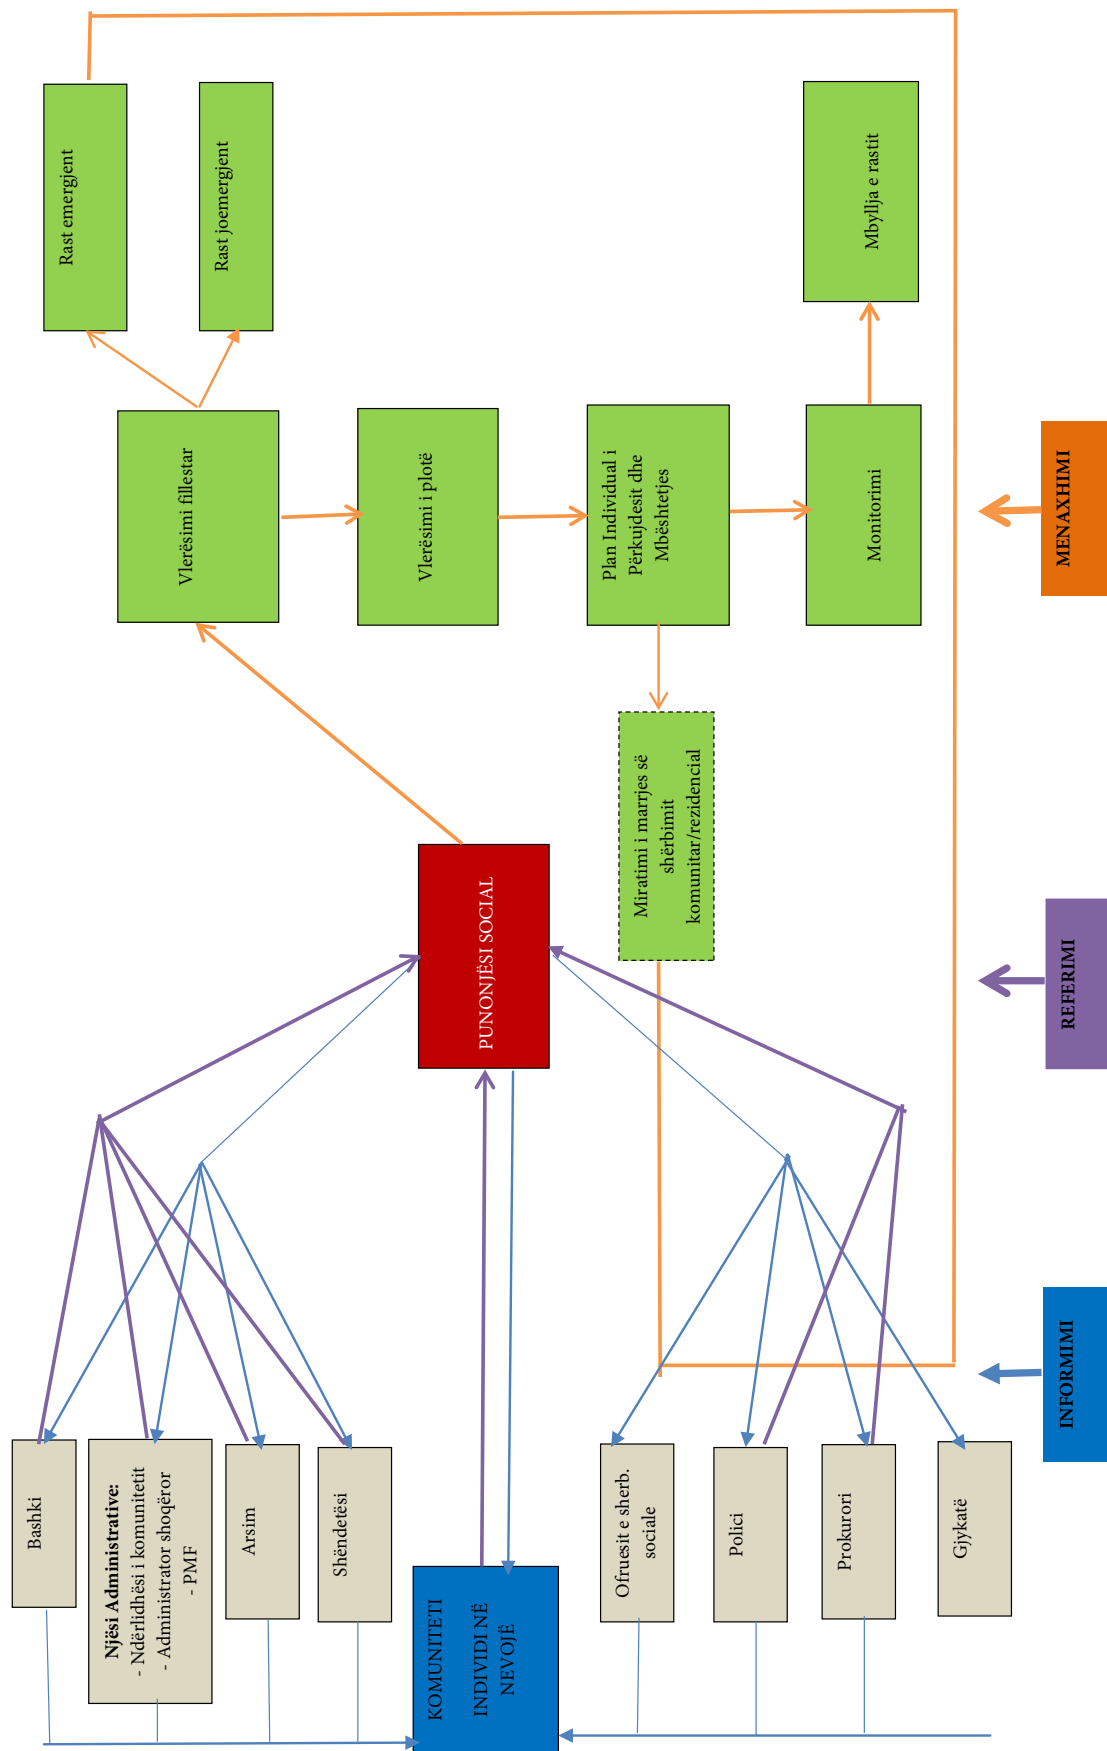 Bashki
Njësi Administrative:
- Ndërlidhësi i komunitetit
- Administrator shoqëror
- PMF
Arsim
Shëndetësi
KOMUNITETI
INDIVIDI NË
NEVOJË
Ofruesit e sherb.
sociale
Polici
Prokurori
Gjykatë
PUNONJËSI SOCIAL
Miratimi i marrjes së
shërbimit
komunitar/rezidencial
Vlerësimi fillestar
Vlerësimi i plotë
Plan Individual i
Përkujdesit dhe
Mbështetjes
Monitorimi
Rast emergjent
Rast joemergjent
Mbyllja e rastit
INFORMIMI
REFERIMI
MENAXHIMI